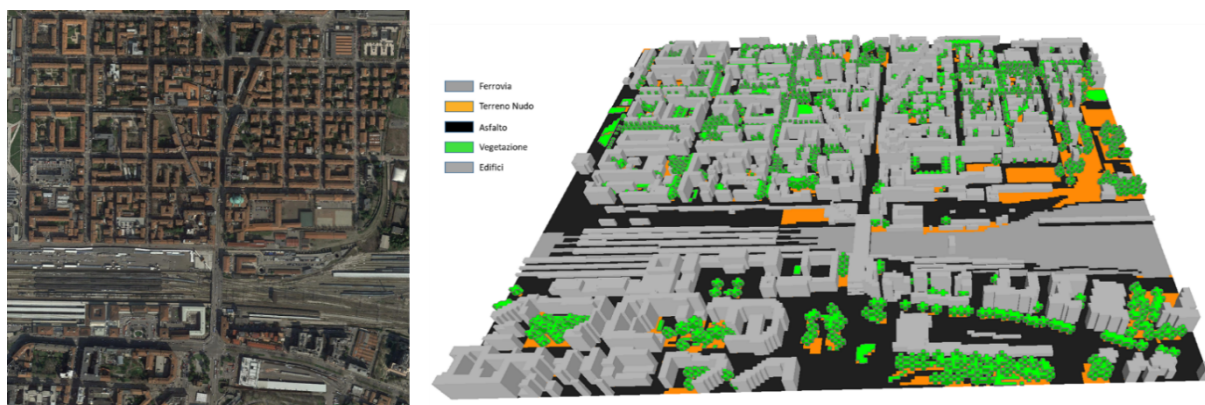 Ferrovia
Terreno Nudo
Asfalto
Vegetazione
Edifici